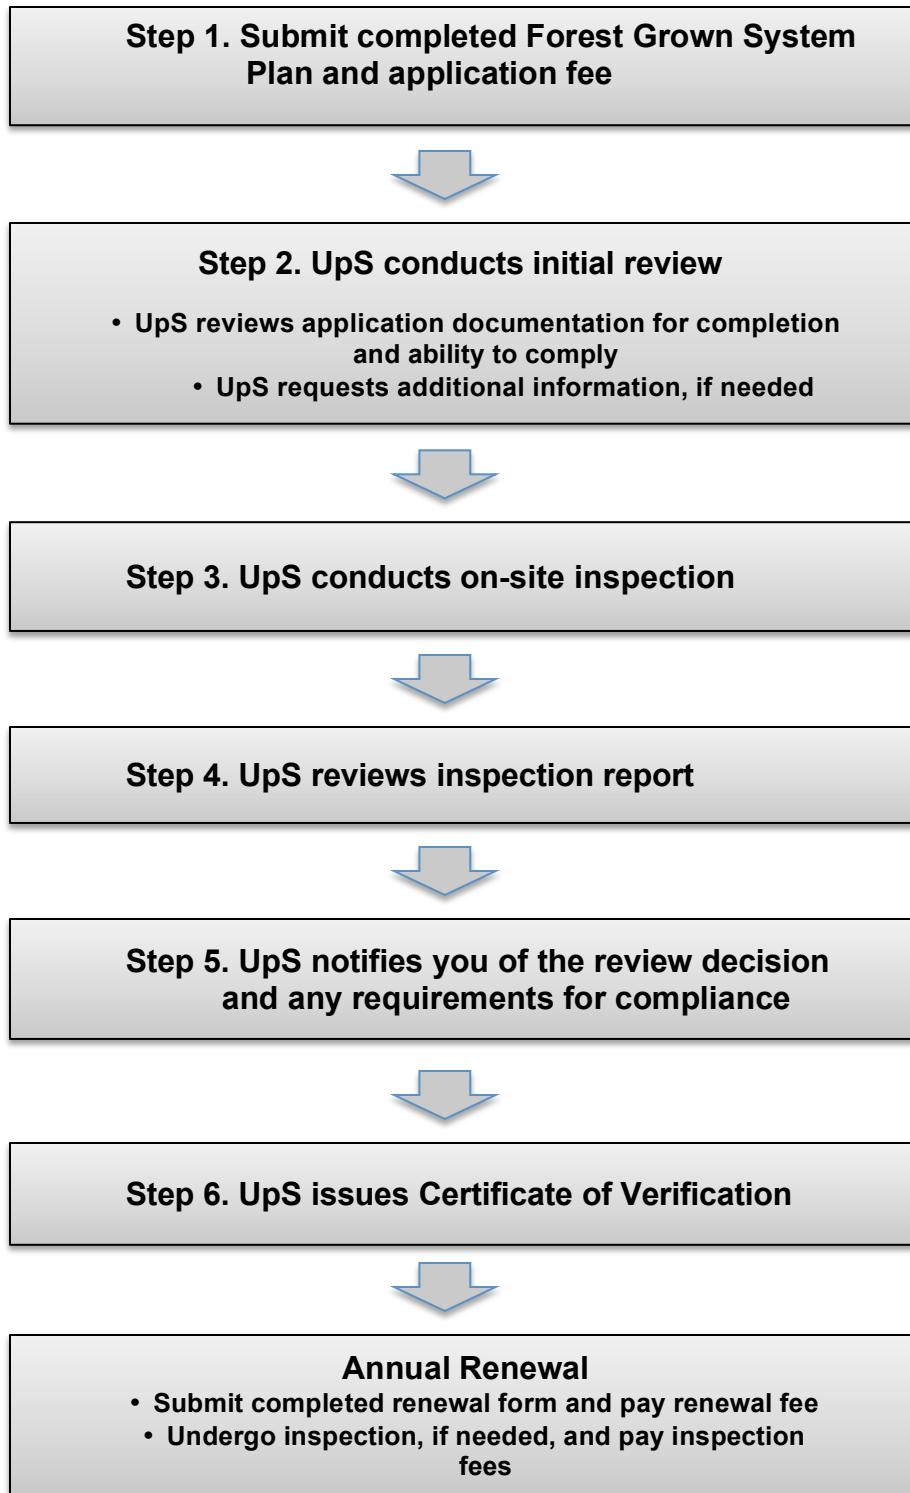 Step 1. Submit completed Forest Grown System
Plan and application fee
Step 2. UpS conducts initial review
• UpS reviews application documentation for completion
and ability to comply
• UpS requests additional information, if needed
Step 3. UpS conducts on-site inspection
Step 4. UpS reviews inspection report
Step 5. UpS notifies you of the review decision
and any requirements for compliance
Step 6. UpS issues Certificate of Verification
Annual Renewal
• Submit completed renewal form and pay renewal fee
• Undergo inspection, if needed, and pay inspection
fees